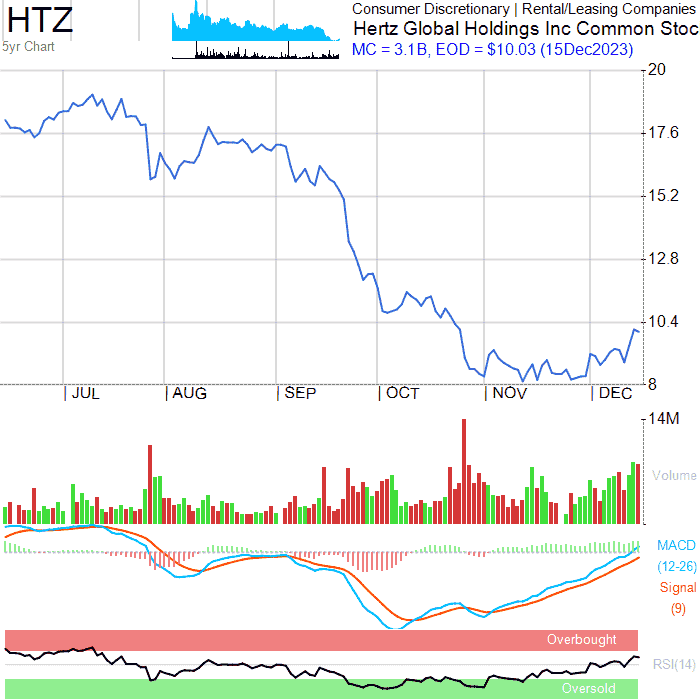 HTZ
5yr Chart
Consumer Discretionary | Rental/Leasing Companies
Hertz Global Holdings Inc Common Stoc
MC = 3.1B, EOD = $10.03 (15Dec2023)
20
17.6
15.2
12.8
10.4
8
JUL AUG SEP OCT NOV DEC
14M
Volume
MACD
(12-26)
Signal
(9)
Overbought
RSI(14)
Oversold